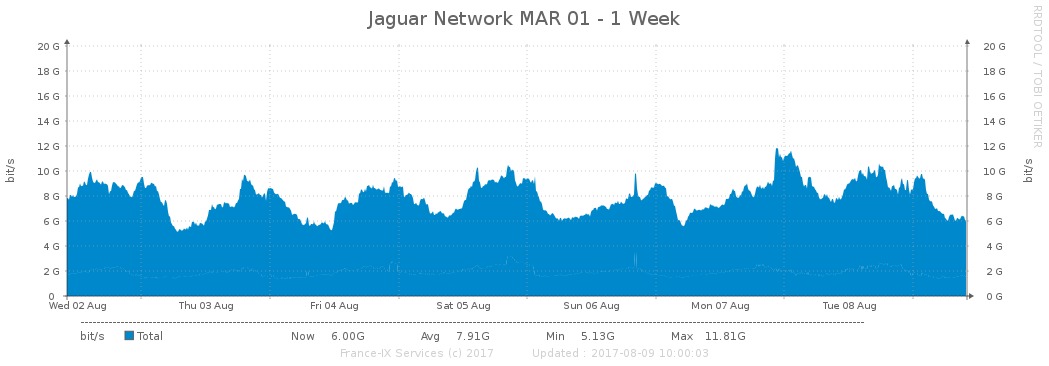 Jaguar Network MAR 01 - 1 Week
RRDTOOL / TOBI OETIKER
bit/s
20 G 20 G
18 G 18 G
16 G 16 G
14 G 14 G
12 G 12 G
10 G 10 G
8 G 8 G
6 G 6 G
4 G 4 G
2 G 2 G
0 0 G
bit/s
Wed 02 Aug Thu 03 Aug Fri 04 Aug Sat 05 Aug Sun 06 Aug Mon 07 Aug Tue 08 Aug
bit/s Total Now 6.00G Avg 7.91G Min 5.13G Max 11.81G
France-IX Services (c) 2017 Updated : 2017-08-09 10:00:03